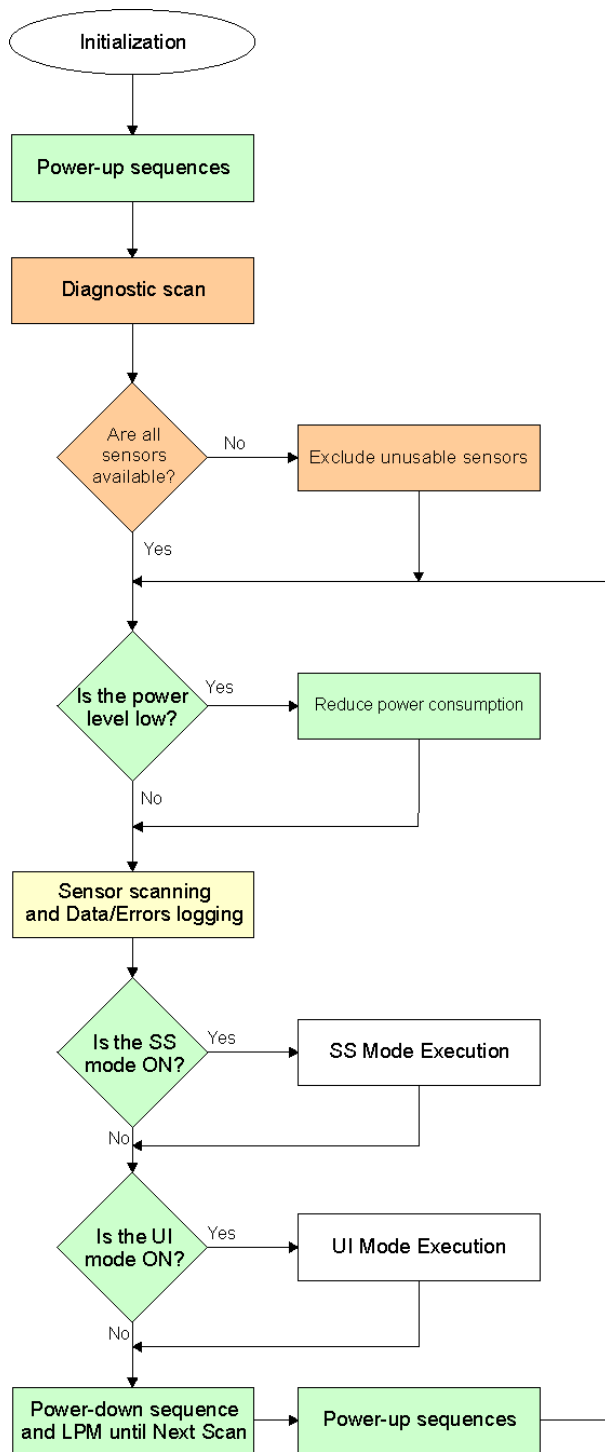 Initialization
Power-up sequences
Diagnostic scan
Are all
sensors
available?
No
Exclude unusable sensors
Yes
Is the power
level low?
Yes
Reduce power consumption
No
Sensor scanning
and Data/Errors logging
Is the SS
mode ON?
Yes
SS Mode Execution
No
Is the UI
mode ON?
Yes
UI Mode Execution
No
Power-down sequence
and LPM until Next Scan
Power-up sequences